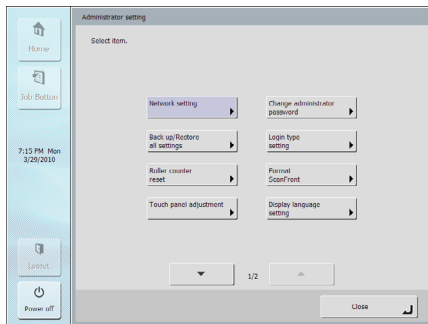 Administrator setting
Select item.
Home
Job Button
7:15 PM Mon
3/29/2010
Logout
Power off
Network setting
Change administrator
password
Back up/Restore
all settings
Login type
setting
Roller counter
reset
Format
ScanFront
Touch panel adjustment
Display language
setting
1/2
Close